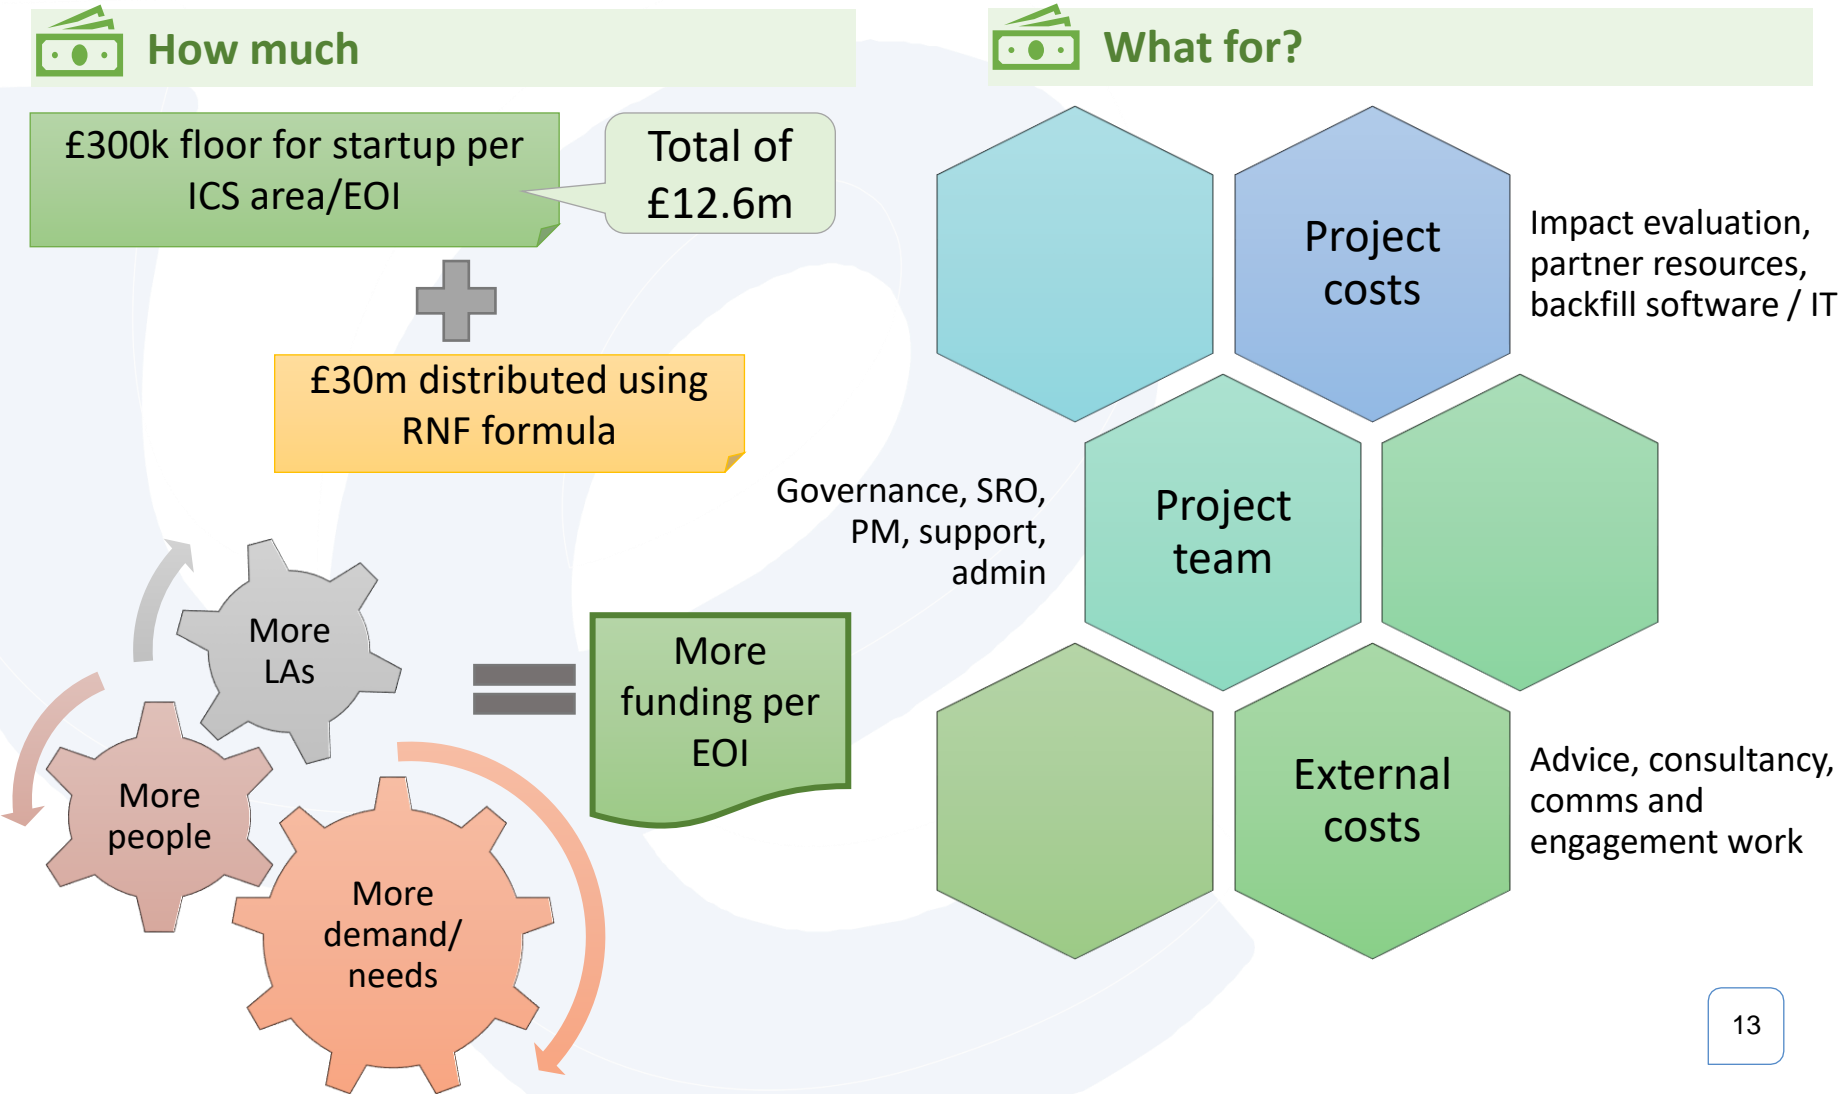 How much
£300k floor for startup per
ICS area/EOI
Total of
£12.6m
£30m distributed using
RNF formula
More
LAs
More
people
More
demand/
needs
More
funding per
EOI
What for?
Project
costs
Impact evaluation,
partner resources,
backfill software / IT
Governance, SRO,
PM, support,
admin
Project
team
External
costs
Advice, consultancy,
comms and
engagement work
13